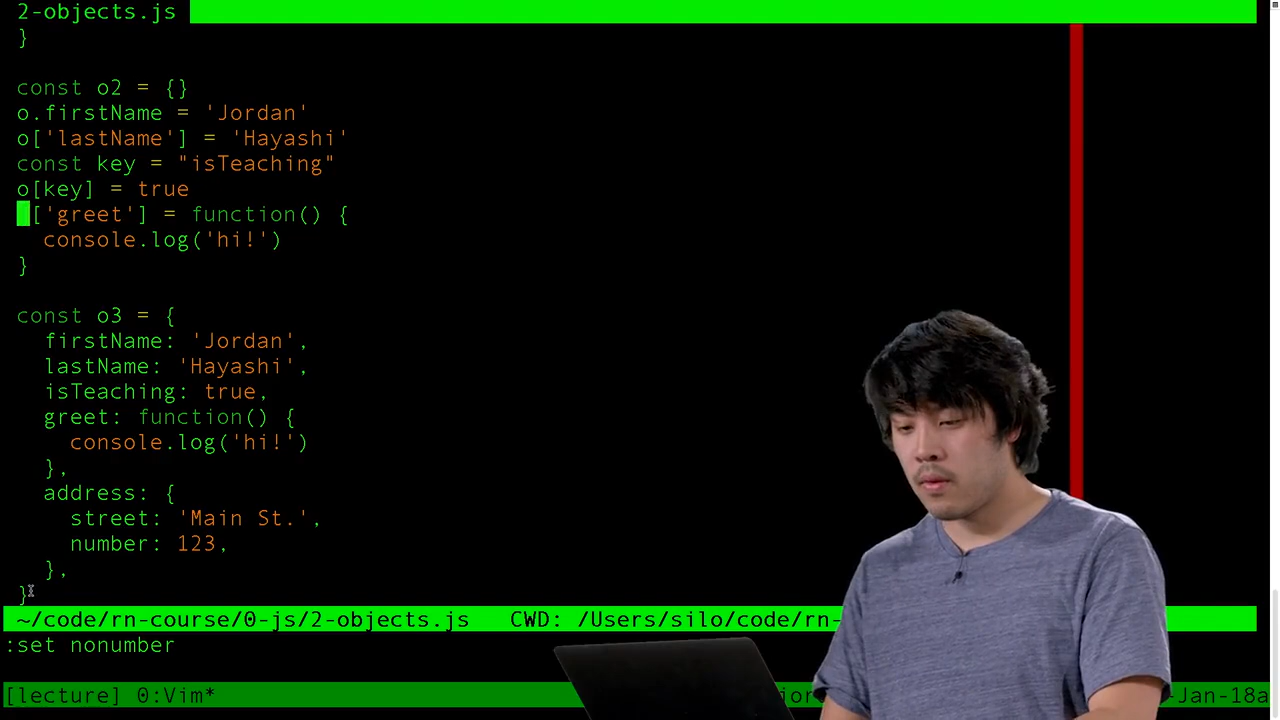 2-objects.js
}
const o2 = {}
o.firstName = 'Jordan'
o['lastName'] = 'Hayashi'
const key = "isTeaching"
o[key] = true
['greet'] = function() {
console.log('hi!')
}
const o3 = {
firstName: 'Jordan',
lastName: 'Hayashi',
isTeaching: true,
greet: function() {
console.log('hi!')
},
address: {
street: 'Main St.',
number: 123,
},
}
~/code/rn-course/0-js/2-objects.js CWD: /Users/silo/code/rn-
:set nonumber
[lecture] 0:Vim* -Jan-18